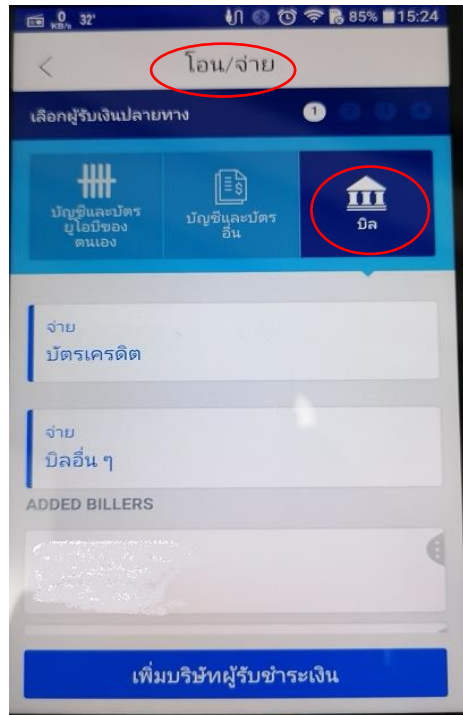 0
KB/s
32°
85%
15:24
โอน/จ่าย
เลือกผู้รับเงินปลายทาง
1
บัญชีและบัตร
ยูโอบีของ
ตนเอง
บัญชีและบัตร
อื่น
บิล
จ่าย
บัตรเครดิต
จ่าย
บิลอื่น ๆ
ADDED BILLERS
เพิ่มบริษัทผู้รับชำระเงิน